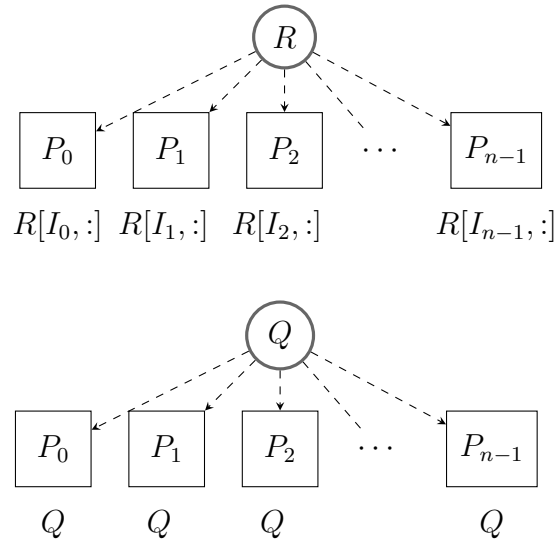 R
P_0 P_1 P_2 ⋯ P_{n−1}
R[I_0, :] R[I_1, :] R[I_2, :] R[I_{n−1}, :]
Q
P_0 P_1 P_2 ⋯ P_{n−1}
Q Q Q Q